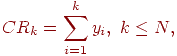 CR_k = \sum_{i=1}^{k} y_i, \; k \leq N,